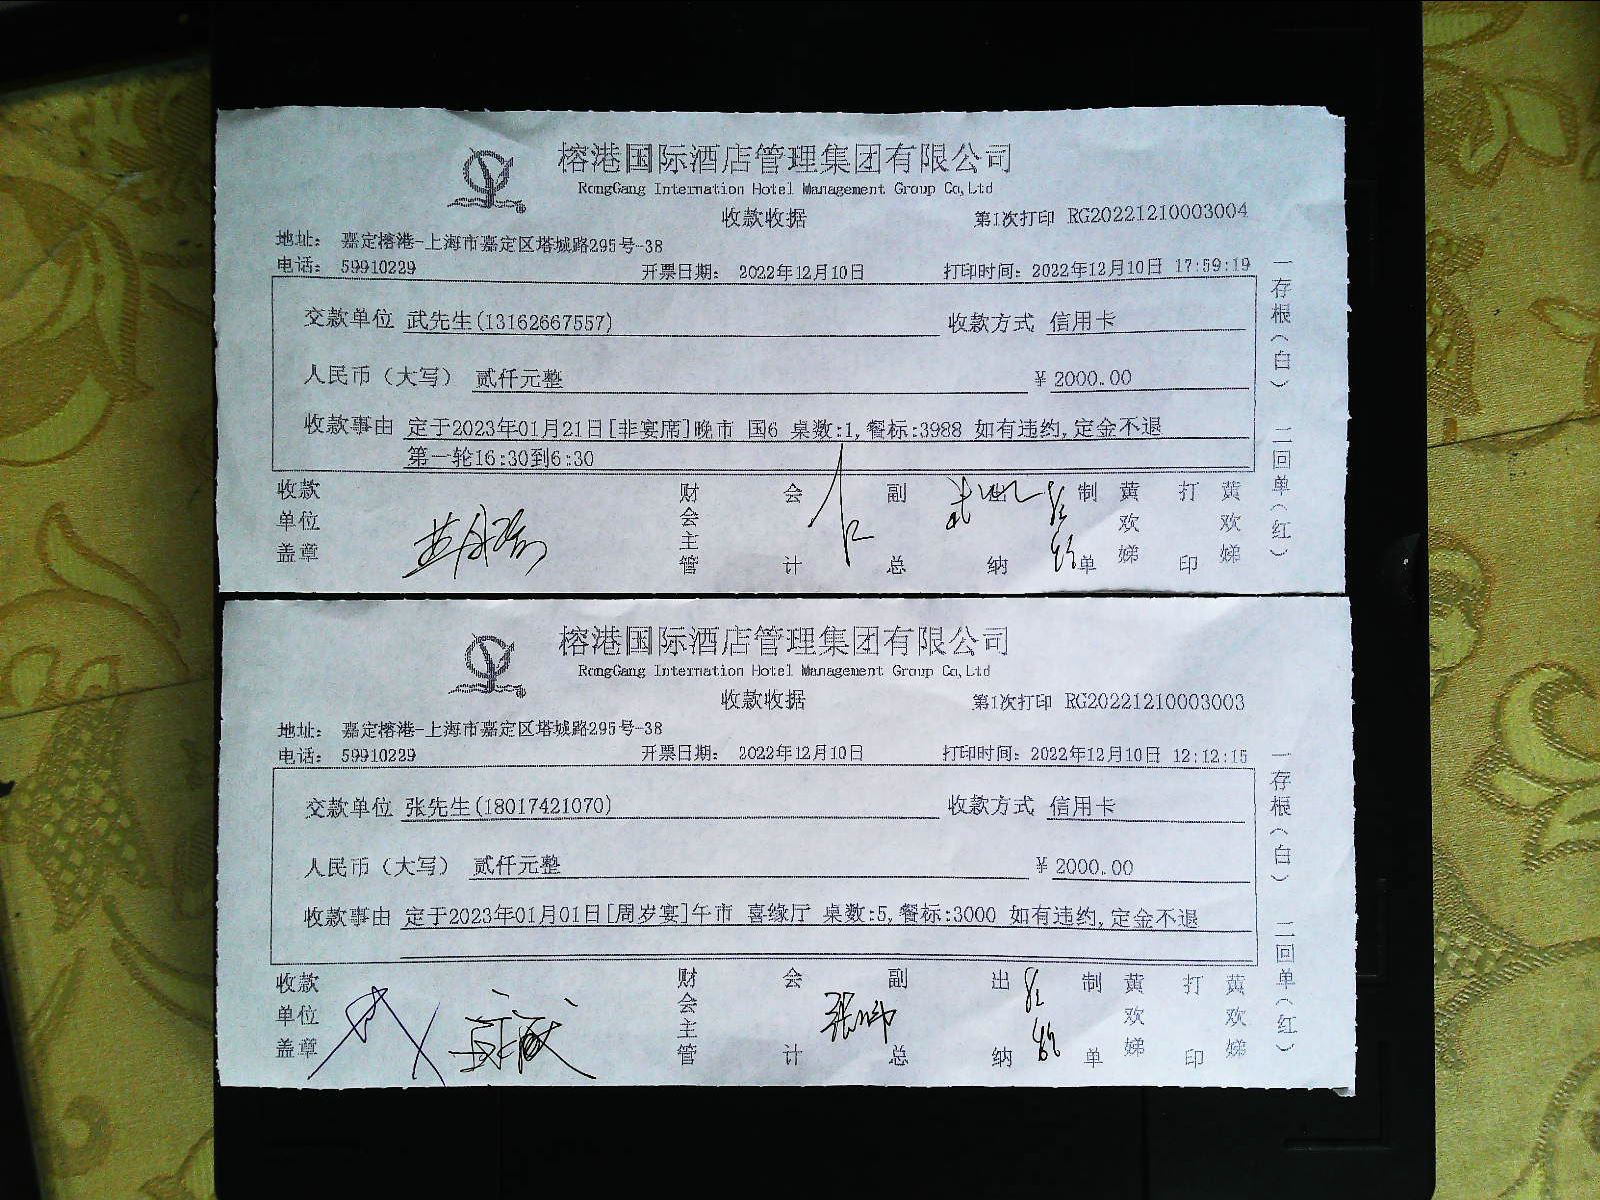 榕港国际酒店管理集团有限公司
RongGang Internation Hotel Management Group Co,Ltd
收款收据 第1次打印 RG20221210003004
地址： 嘉定榕港-上海市嘉定区塔城路295号-38
电话： 59910229 开票日期： 2022年12月10日 打印时间：2022年12月10日 17:59:19
交款单位 武先生(13162667557) 收款方式 信用卡
人民币（大写） 贰仟元整 ￥ 2000.00
收款事由 定于2023年01月21日[非宴席]晚市 国6 桌数:1,餐标:3988 如有违约,定金不退
第一轮16:30到6:30
收款单位盖章 财会主管 会计 副总 出纳 制单 黄欢娣 打印 黄欢娣
一存根（白） 二回单（红）
榕港国际酒店管理集团有限公司
RongGang Internation Hotel Management Group Co,Ltd
收款收据 第1次打印 RG20221210003003
地址： 嘉定榕港-上海市嘉定区塔城路295号-38
电话： 59910229 开票日期： 2022年12月10日 打印时间：2022年12月10日 12:12:15
交款单位 张先生(18017421070) 收款方式 信用卡
人民币（大写） 贰仟元整 ￥ 2000.00
收款事由 定于2023年01月01日[周岁宴]午市 喜缘厅 桌数:5,餐标:3000 如有违约,定金不退
收款单位盖章 财会主管 会计 副总 出纳 制单 黄欢娣 打印 黄欢娣
一存根（白） 二回单（红）